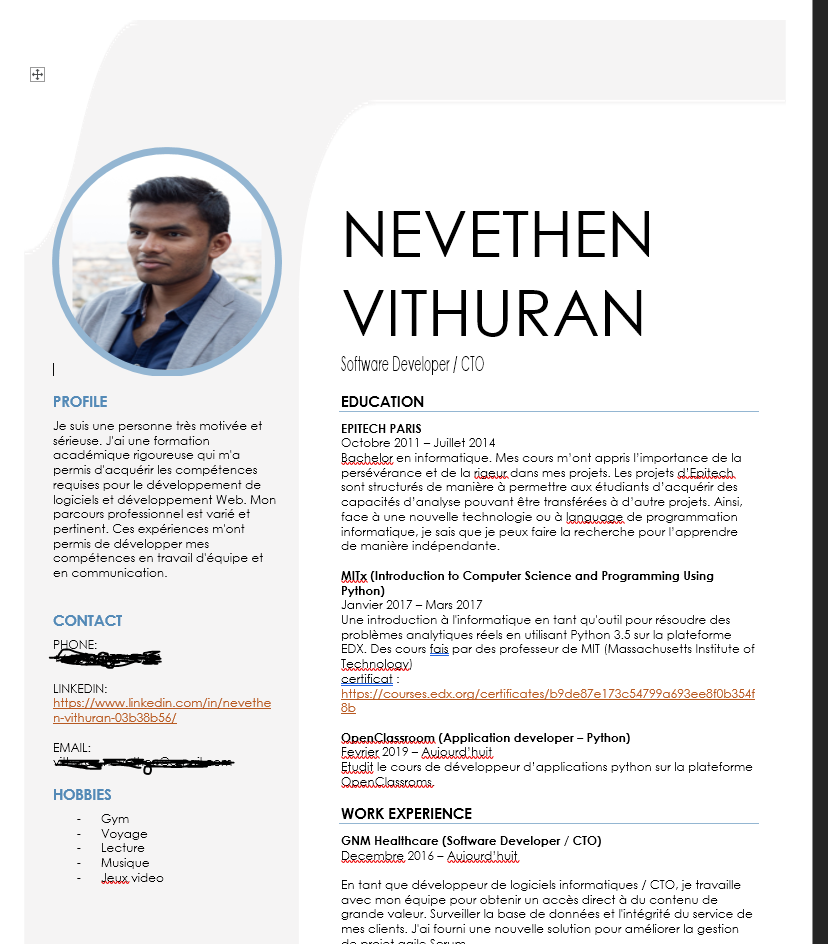 NEVETHEN
VITHURAN
Software Developer / CTO
PROFILE
Je suis une personne très motivée et
sérieuse. J'ai une formation
académique rigoureuse qui m'a
permis d'acquérir les compétences
requises pour le développement de
logiciels et développement Web. Mon
parcours professionnel est varié et
pertinent. Ces expériences m'ont
permis de développer mes
compétences en travail d'équipe et
en communication.
CONTACT
PHONE:
LINKEDIN:
https://www.linkedin.com/in/nevethe
n-vithuran-03b38b56/
EMAIL:
HOBBIES
- Gym
- Voyage
- Lecture
- Musique
- Jeux video
EDUCATION
EPITECH PARIS
Octobre 2011 – Juillet 2014
Bachelor en informatique. Mes cours m’ont appris l’importance de la
persévérance et de la rigeur dans mes projets. Les projets d’Epitech
sont structurés de manière à permettre aux étudiants d’acquérir des
capacités d’analyse pouvant être transférées à d’autre projets. Ainsi,
face à une nouvelle technologie ou à language de programmation
informatique, je sais que je peux faire la recherche pour l’apprendre
de manière indépendante.
MITx (Introduction to Computer Science and Programming Using
Python)
Janvier 2017 – Mars 2017
Une introduction à l'informatique en tant qu'outil pour résoudre des
problèmes analytiques réels en utilisant Python 3.5 sur la plateforme
EDX. Des cours fais par des professeur de MIT (Massachusetts Institute of
Technology)
certificat :
https://courses.edx.org/certificates/b9de87e173c54799a693ee8f0b354f
8b
OpenClassroom (Application developer – Python)
Fevrier 2019 – Aujourd’huit
Etudit le cours de développeur d’applications python sur la plateforme
OpenClassroms.
WORK EXPERIENCE
GNM Healthcare (Software Developer / CTO)
Decembre 2016 – Aujourd’huit
En tant que développeur de logiciels informatiques / CTO, je travaille
avec mon équipe pour obtenir un accès direct à du contenu de
grande valeur. Surveiller la base de données et l'intégrité du service de
mes clients. J'ai fourni une nouvelle solution pour améliorer la gestion
de projet agile Scrum.